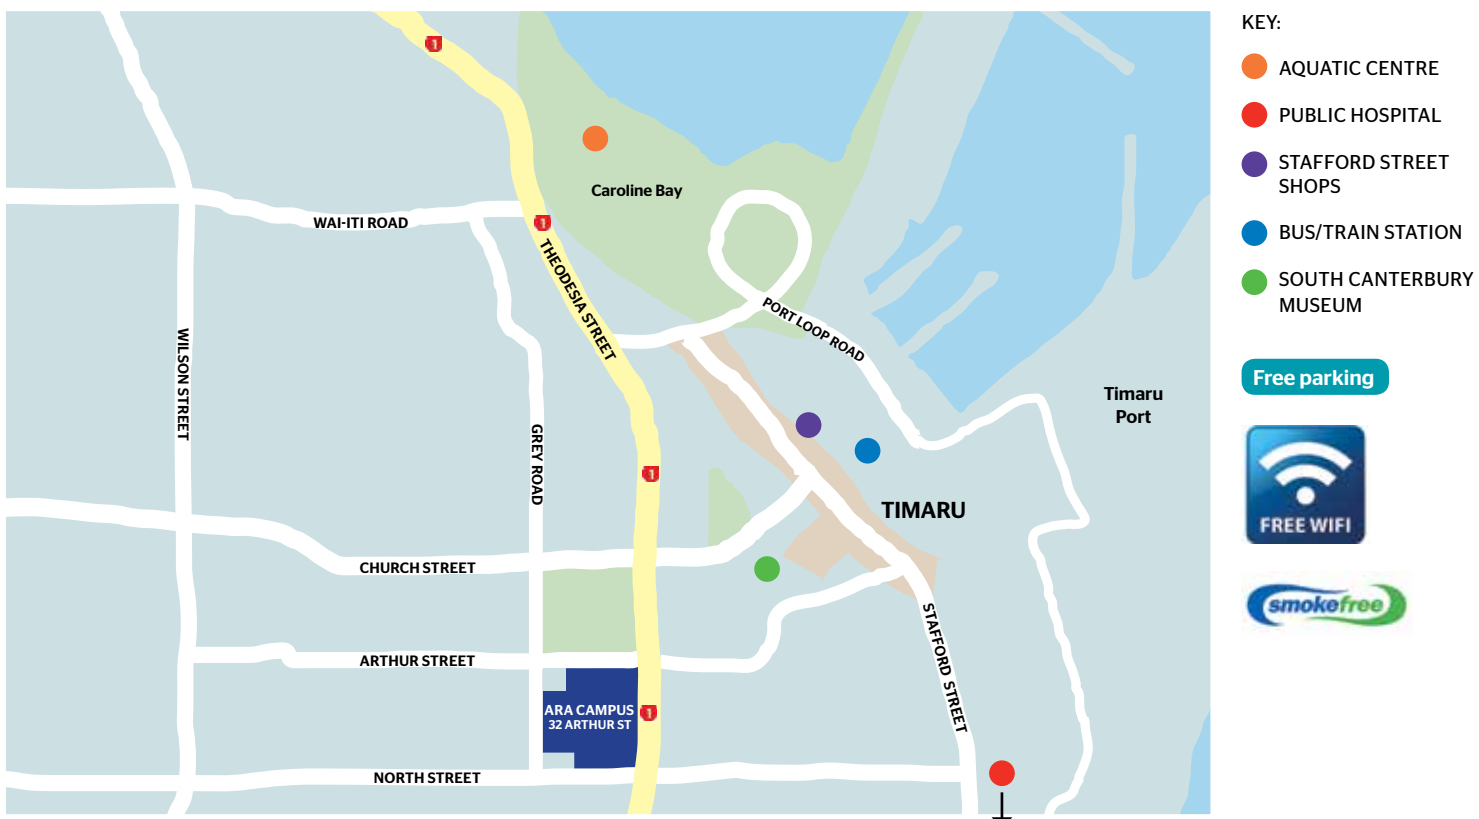 1
Caroline Bay
WAI-ITI ROAD
1
THEODESIA STREET
PORT LOOP ROAD
WILSON STREET
GREY ROAD
Timaru
Port
1
TIMARU
CHURCH STREET
STAFFORD STREET
ARTHUR STREET
ARA CAMPUS
32 ARTHUR ST
1
NORTH STREET
KEY:
AQUATIC CENTRE
PUBLIC HOSPITAL
STAFFORD STREET
SHOPS
BUS/TRAIN STATION
SOUTH CANTERBURY
MUSEUM
Free parking
FREE WIFI
smokefree